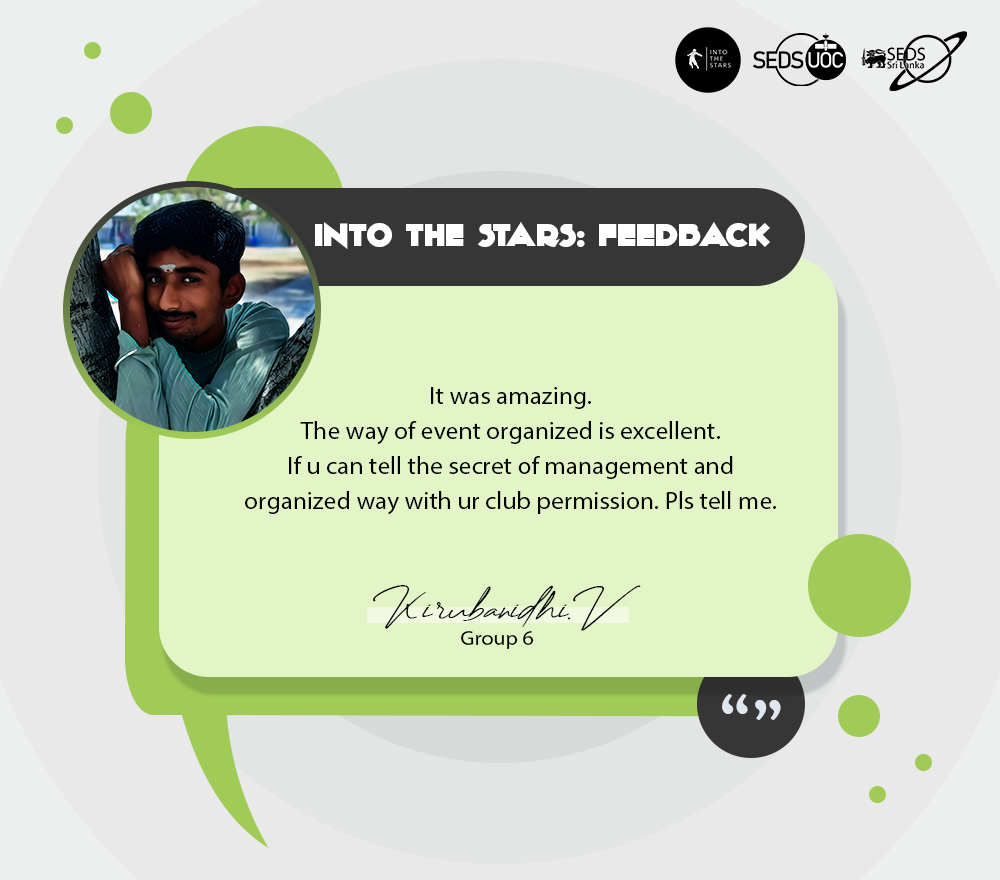 INTO
THE
STARS
SEDS UOC
SEDS
Sri Lanka
INTO THE STARS: FEEDBACK
It was amazing.
The way of event organized is excellent.
If u can tell the secret of management and
organized way with ur club permission. Pls tell me.
Kirubanidhi.V
Group 6
“”